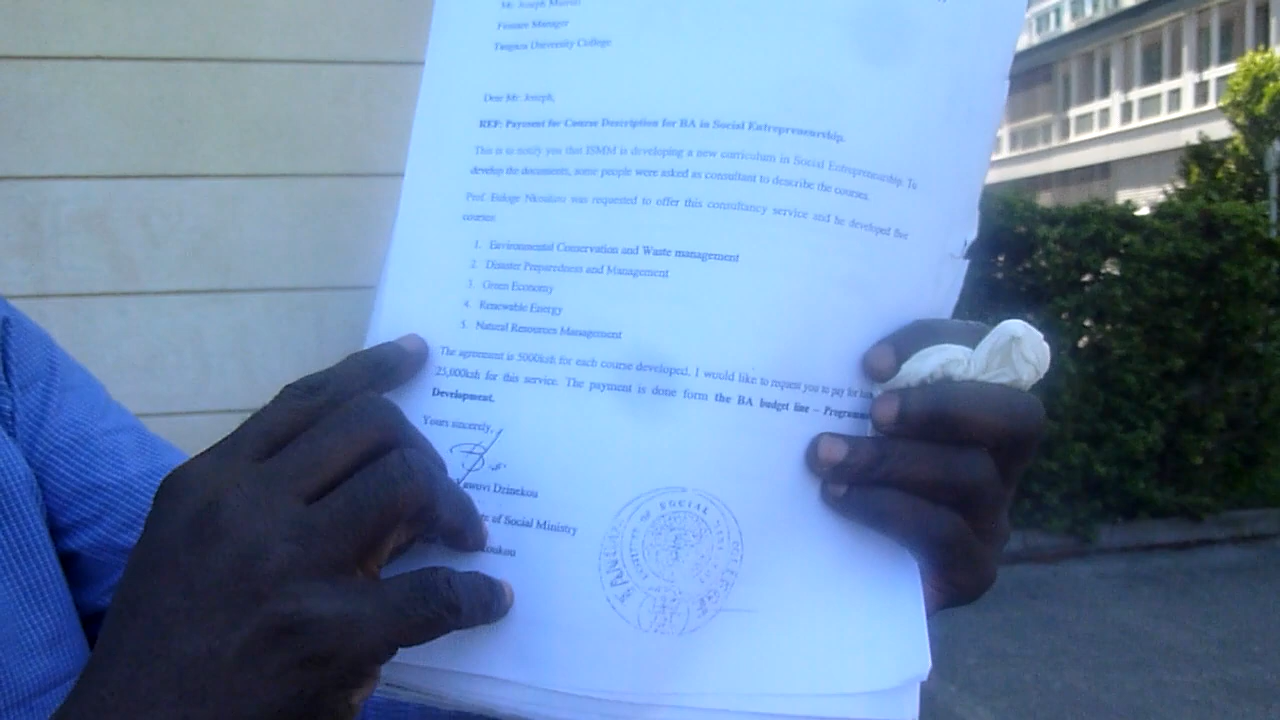 Mr. Joseph
Finance Manager
Tangaza University College
Dear Mr. Joseph,
REF: Payment for Course Description for BA in Social Entrepreneurship.
This is to notify you that ISMM is developing a new curriculum in Social Entrepreneurship. To
develop the documents, some people were asked as consultant to describe the courses.
Prof. Euloge was requested to offer this consultancy service and he developed five
courses:
1. Environmental Conservation and Waste management
2. Disaster Preparedness and Management
3. Green Economy
4. Renewable Energy
5. Natural Resources Management
The agreement is 5000ksh for each course developed. I would like to request you to pay for
25,000ksh for this service. The payment is done form the BA budget line – Programme
Development.
Yours sincerely,
Dzinekou
of Social Ministry
OF SOCIAL